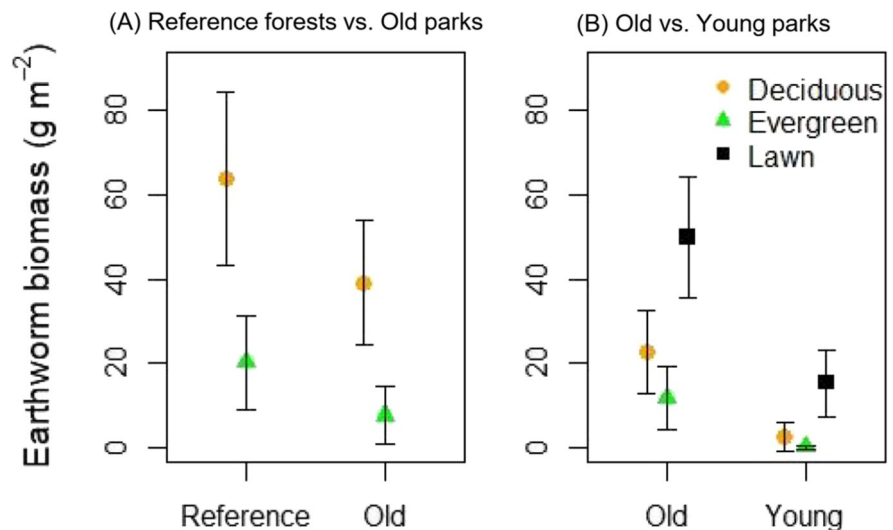 (A) Reference forests vs. Old parks
(B) Old vs. Young parks
Earthworm biomass (g m⁻²)
80
60
40
20
0
Reference Old
80
60
40
20
0
Deciduous
Evergreen
Lawn
Old Young